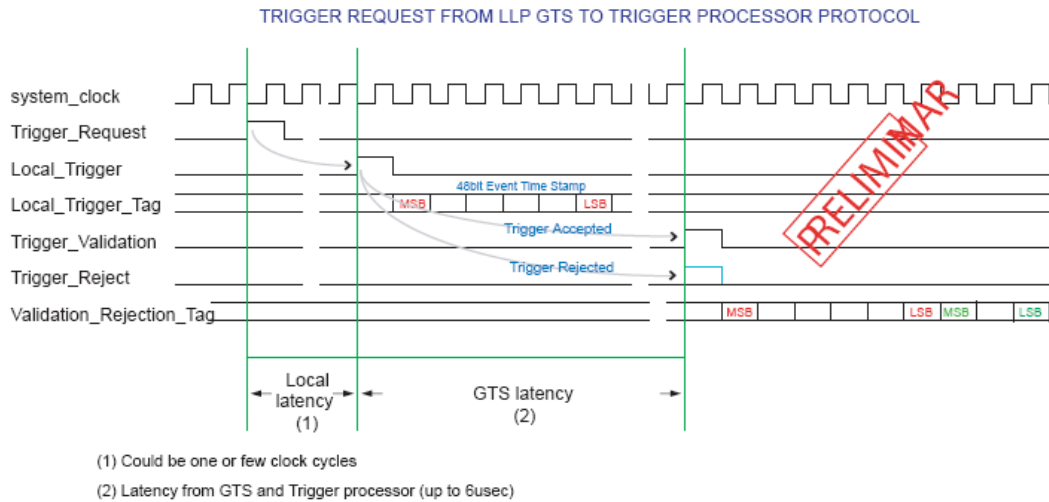 TRIGGER REQUEST FROM LLP GTS TO TRIGGER PROCESSOR PROTOCOL
system_clock
Trigger_Request
Local_Trigger
48bit Event Time Stamp
Local_Trigger_Tag
MSB
LSB
Trigger Accepted
Trigger_Validation
Trigger Rejected
Trigger_Reject
Validation_Rejection_Tag
MSB
LSB
MSB
LSB
PRELIMIMAR
Local
latency
(1)
GTS latency
(2)
(1) Could be one or few clock cycles
(2) Latency from GTS and Trigger processor (up to 6usec)